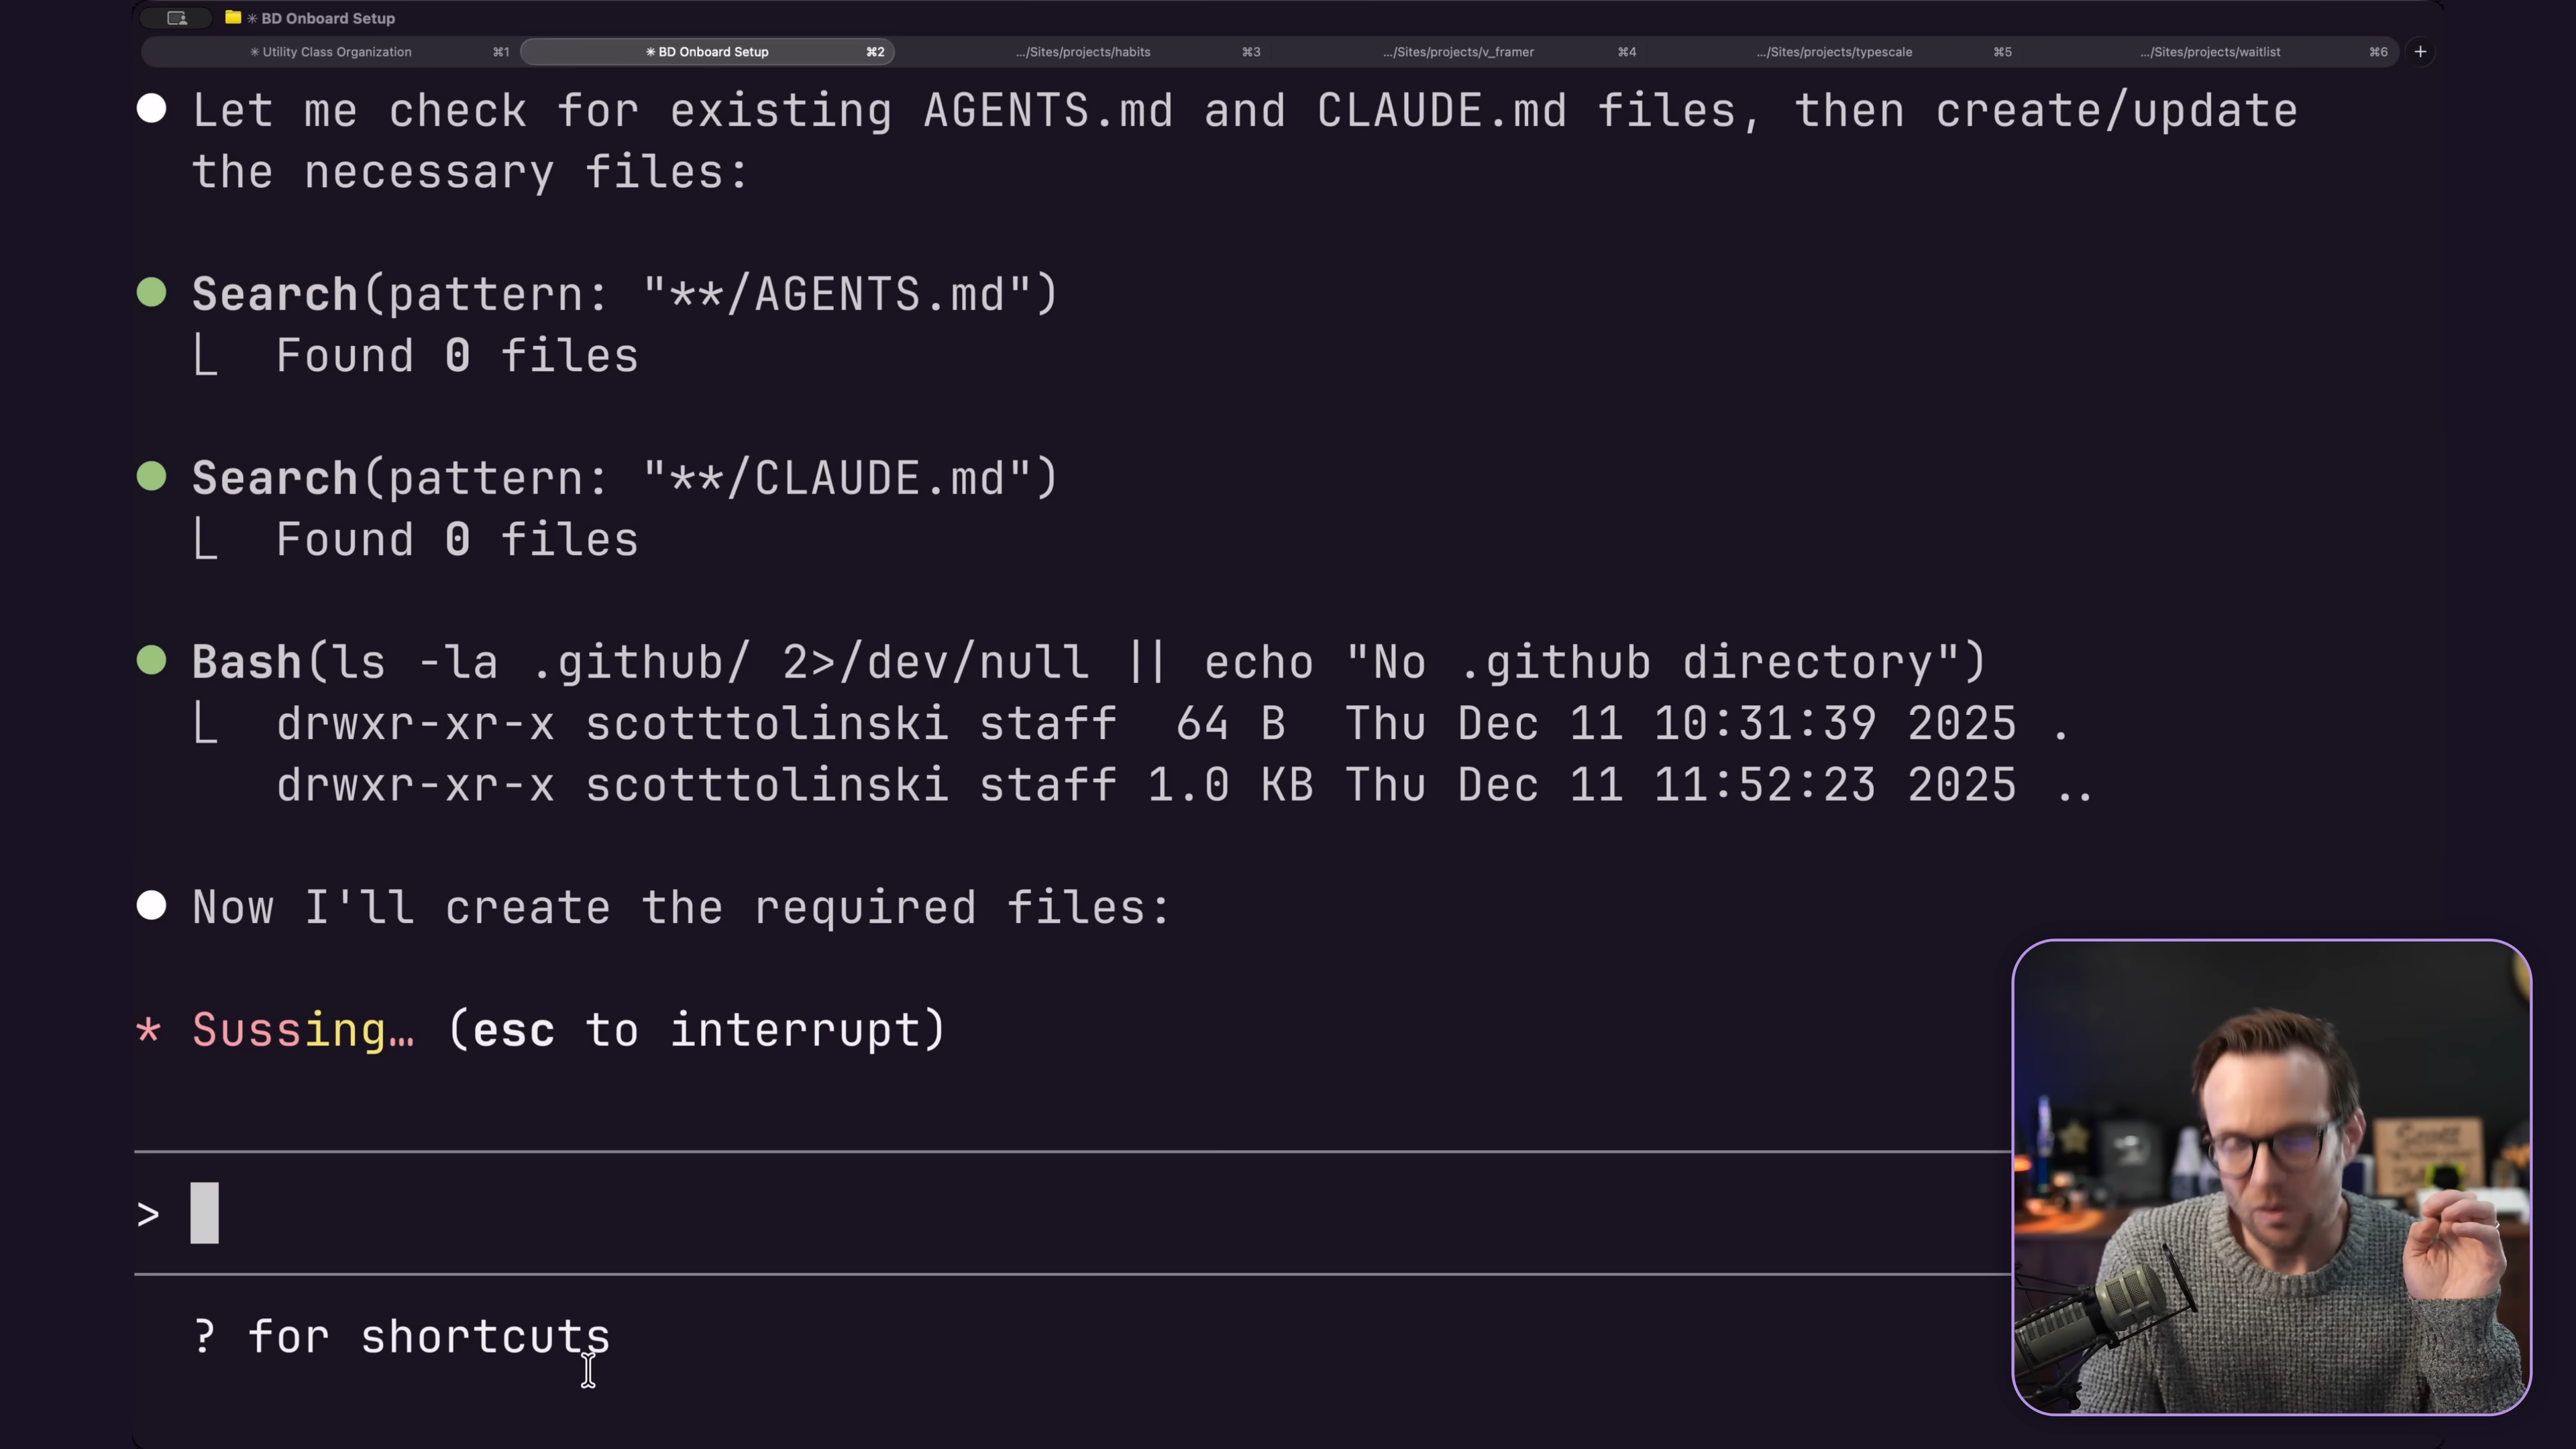 ✳ BD Onboard Setup
✳ Utility Class Organization ⌘1 ✳ BD Onboard Setup ⌘2 .../Sites/projects/habits ⌘3 .../Sites/projects/v_framer ⌘4 .../Sites/projects/typescale ⌘5 .../Sites/projects/waitlist ⌘6 +
Let me check for existing AGENTS.md and CLAUDE.md files, then create/update
the necessary files:
Search(pattern: "**/AGENTS.md")
Found 0 files
Search(pattern: "**/CLAUDE.md")
Found 0 files
Bash(ls -la .github/ 2>/dev/null || echo "No .github directory")
drwxr-xr-x scotttolinski staff 64 B Thu Dec 11 10:31:39 2025 .
drwxr-xr-x scotttolinski staff 1.0 KB Thu Dec 11 11:52:23 2025 ..
Now I'll create the required files:
* Sussing… (esc to interrupt)
>
? for shortcuts